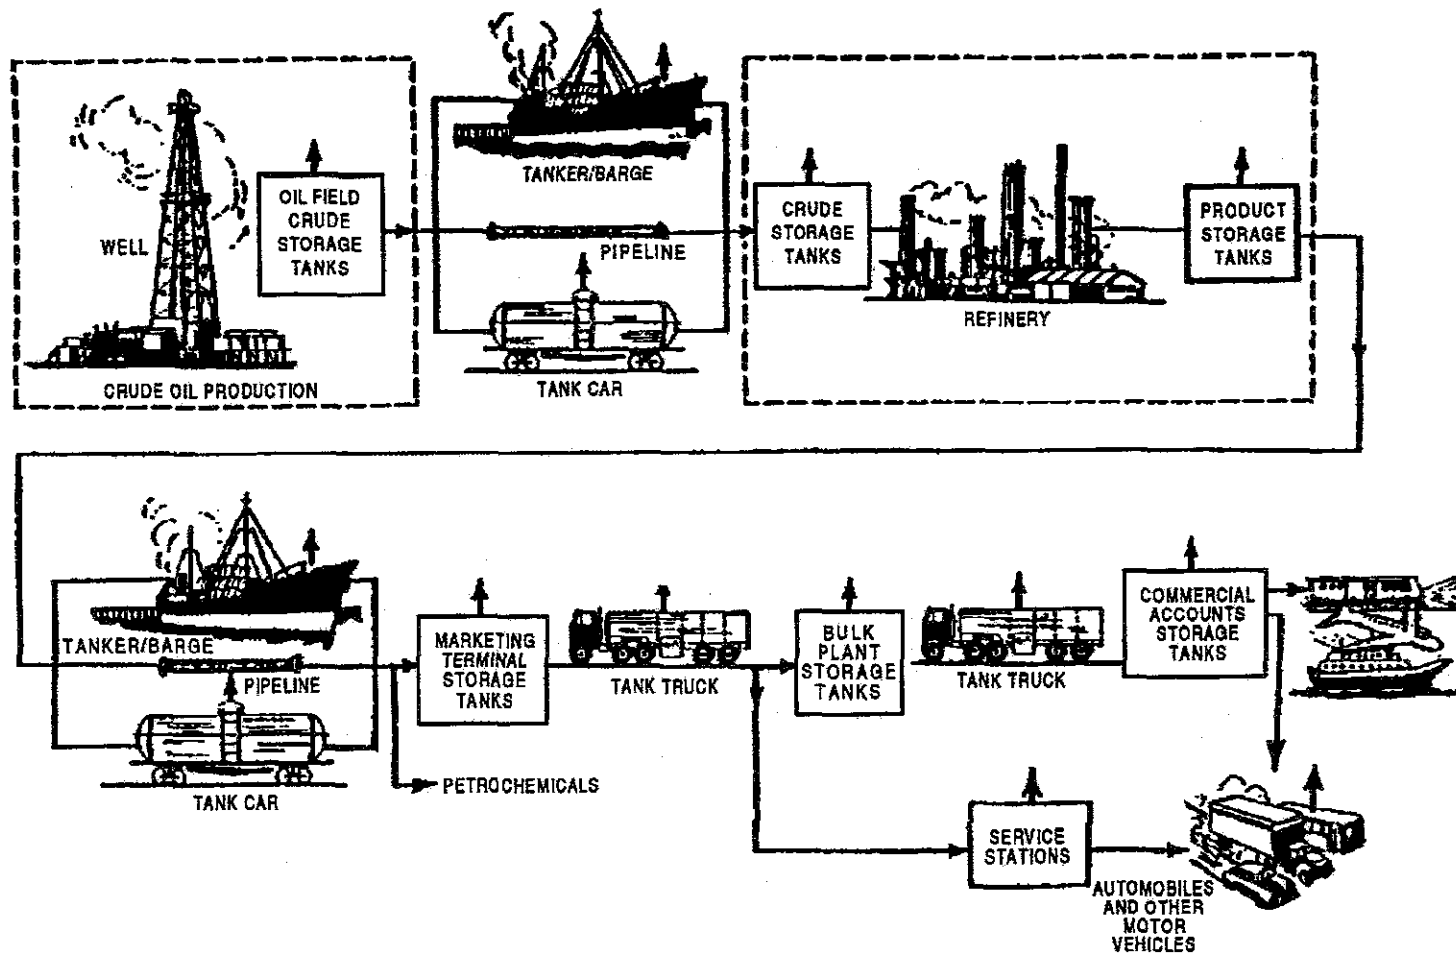 TANKER/BARGE
WELL
OIL FIELD
CRUDE
STORAGE
TANKS
PIPELINE
CRUDE
STORAGE
TANKS
PRODUCT
STORAGE
TANKS
REFINERY
CRUDE OIL PRODUCTION
TANK CAR
TANKER/BARGE
PIPELINE
TANK CAR
PETROCHEMICALS
MARKETING
TERMINAL
STORAGE
TANKS
TANK TRUCK
BULK
PLANT
STORAGE
TANKS
TANK TRUCK
COMMERCIAL
ACCOUNTS
STORAGE
TANKS
SERVICE
STATIONS
AUTOMOBILES
AND OTHER
MOTOR
VEHICLES